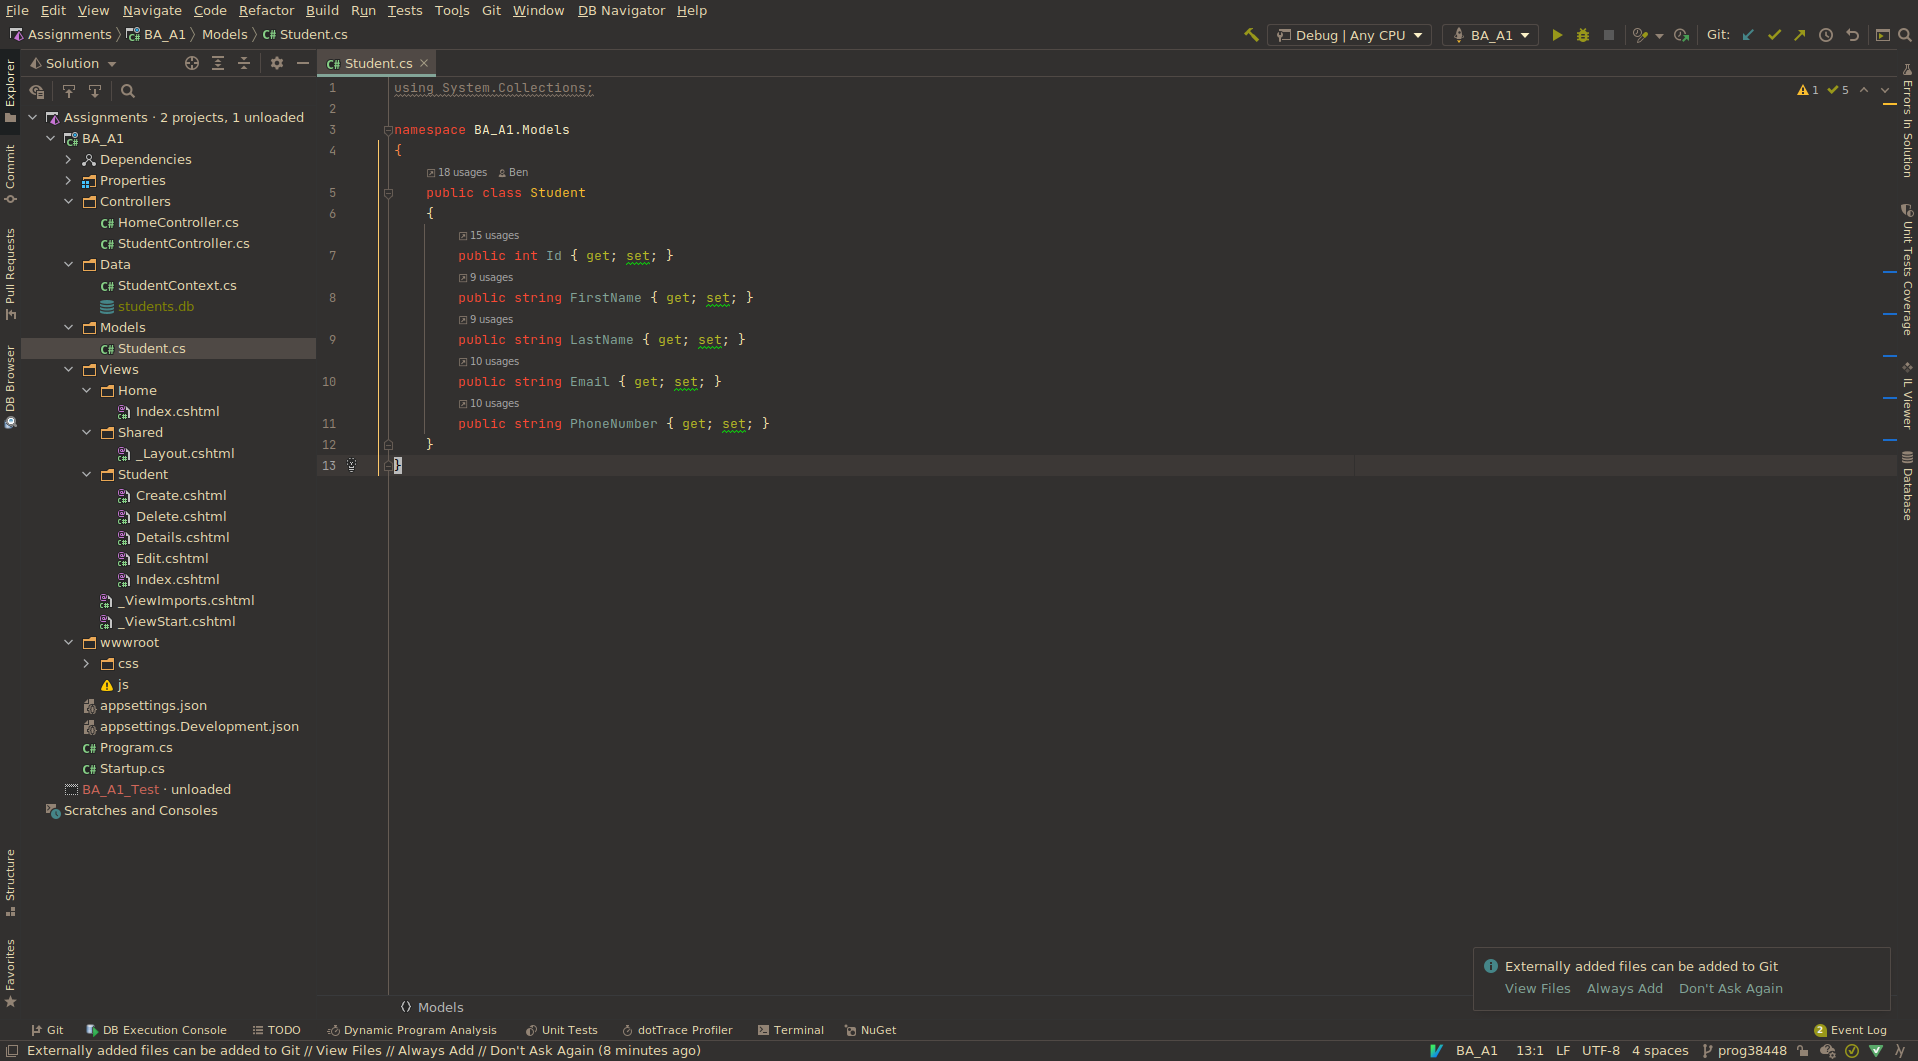 File Edit View Navigate Code Refactor Build Run Tests Tools Git Window DB Navigator Help
Assignments BA_A1 Models C# Student.cs
Debug | Any CPU BA_A1 Git:
Solution
C# Student.cs
Explorer
Commit
Pull Requests
DB Browser
Structure
Favorites
Assignments · 2 projects, 1 unloaded
BA_A1
Dependencies
Properties
Controllers
C# HomeController.cs
C# StudentController.cs
Data
C# StudentContext.cs
students.db
Models
C# Student.cs
Views
Home
Index.cshtml
Shared
_Layout.cshtml
Student
Create.cshtml
Delete.cshtml
Details.cshtml
Edit.cshtml
Index.cshtml
_ViewImports.cshtml
_ViewStart.cshtml
wwwroot
css
js
appsettings.json
appsettings.Development.json
C# Program.cs
C# Startup.cs
BA_A1_Test · unloaded
Scratches and Consoles
1 using System.Collections;
2
3 namespace BA_A1.Models
4 {
18 usages Ben
5 public class Student
6 {
15 usages
7 public int Id { get; set; }
9 usages
8 public string FirstName { get; set; }
9 usages
9 public string LastName { get; set; }
10 usages
10 public string Email { get; set; }
10 usages
11 public string PhoneNumber { get; set; }
12 }
13 }
1 5
Errors In Solution
Unit Tests Coverage
IL Viewer
Database
Externally added files can be added to Git
View Files Always Add Don't Ask Again
Models
Git DB Execution Console TODO Dynamic Program Analysis Unit Tests dotTrace Profiler Terminal NuGet 2 Event Log
Externally added files can be added to Git // View Files // Always Add // Don't Ask Again (8 minutes ago) BA_A1 13:1 LF UTF-8 4 spaces prog38448